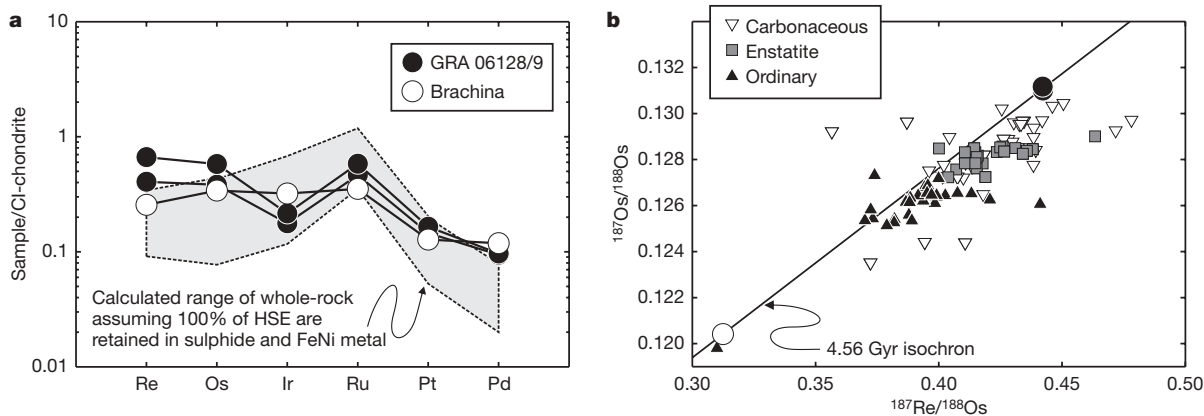 a
10
1
0.1
0.01
Sample/CI-chondrite
GRA 06128/9
Brachina
Calculated range of whole-rock
assuming 100% of HSE are
retained in sulphide and FeNi metal
Re Os Ir Ru Pt Pd
b
0.132
0.130
0.128
0.126
0.124
0.122
0.120
¹⁸⁷Os/¹⁸⁸Os
Carbonaceous
Enstatite
Ordinary
4.56 Gyr isochron
0.30 0.35 0.40 0.45 0.50
¹⁸⁷Re/¹⁸⁸Os